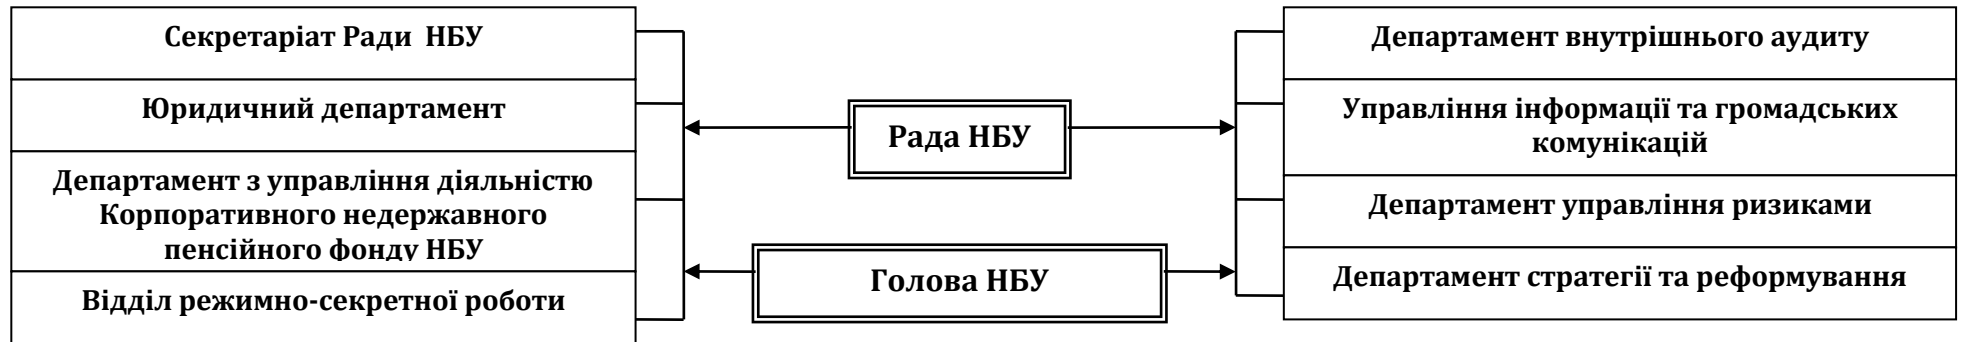 Секретаріат Ради НБУ
Юридичний департамент
Департамент з управління діяльністю
Корпоративного недержавного
пенсійного фонду НБУ
Відділ режимно-секретної роботи
Рада НБУ
Голова НБУ
Департамент внутрішнього аудиту
Управління інформації та громадських
комунікацій
Департамент управління ризиками
Департамент стратегії та реформування